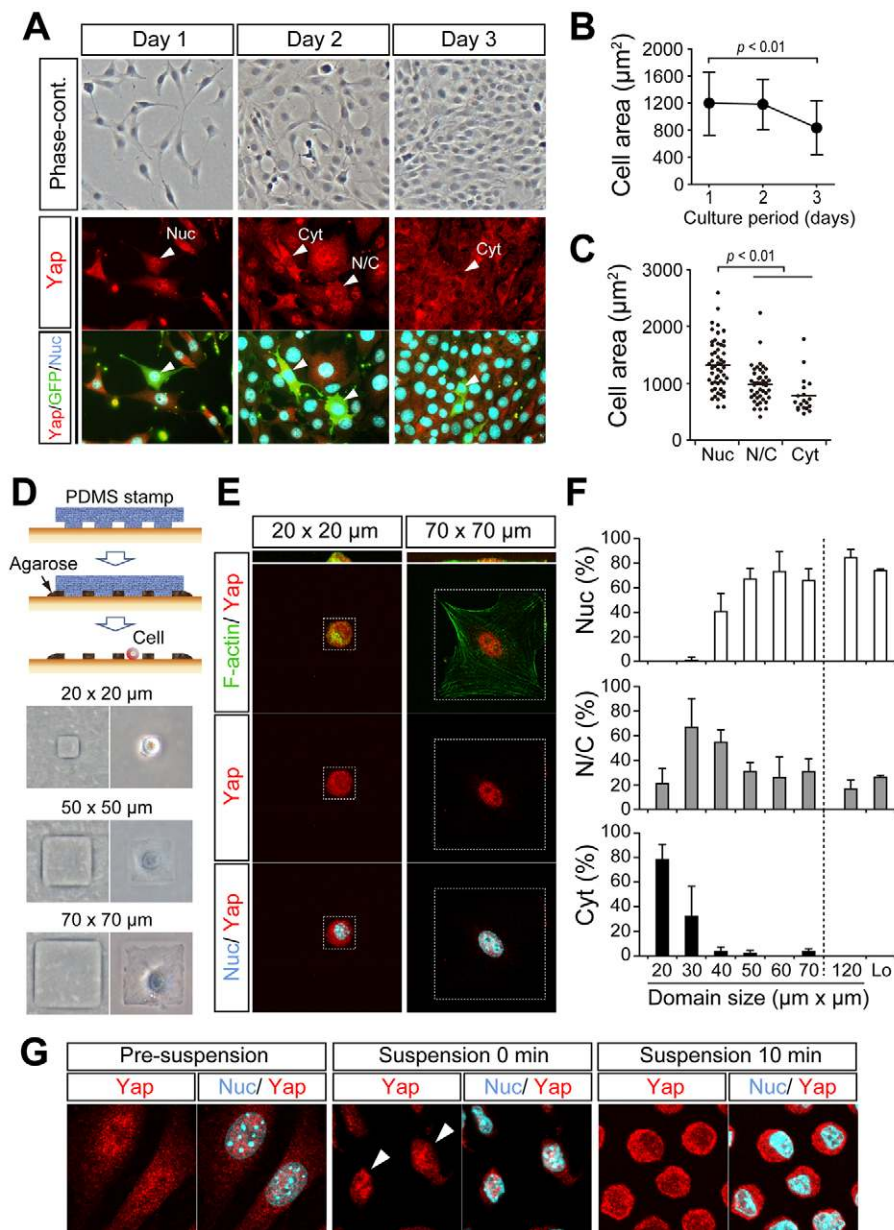 A
Day 1 Day 2 Day 3
Phase-cont.
Yap
Nuc Cyt N/C Cyt
Yap/GFP/Nuc
B
Cell area (µm²)
2000
1600
1200
800
400
0
p < 0.01
1 2 3
Culture period (days)
C
Cell area (µm²)
3000
2000
1000
0
p < 0.01
Nuc N/C Cyt
D
PDMS stamp
Agarose
Cell
20 x 20 µm
50 x 50 µm
70 x 70 µm
E
20 x 20 µm 70 x 70 µm
F-actin/ Yap
Yap
Nuc/ Yap
F
Nuc (%)
100
80
60
40
20
0
N/C (%)
100
80
60
40
20
0
Cyt (%)
100
80
60
40
20
0
20 30 40 50 60 70 120 Lo
Domain size (µm x µm)
G
Pre-suspension Suspension 0 min Suspension 10 min
Yap Nuc/ Yap Yap Nuc/ Yap Yap Nuc/ Yap